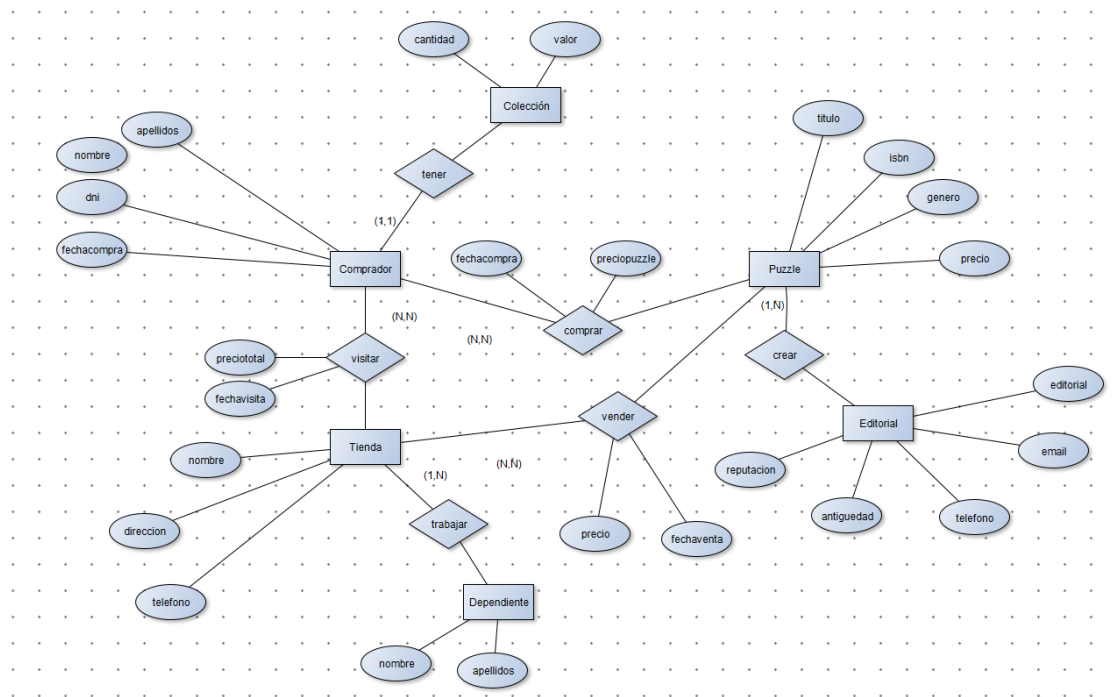 cantidad
valor
Colección
apellidos
titulo
nombre
isbn
tener
dni
genero
(1,1)
fechacompra
Comprador
fechacompra
preciopuzzle
Puzzle
precio
(1,N)
(N,N)
(N,N)
comprar
visitar
preciototal
crear
fechavisita
editorial
vender
Editorial
Tienda
email
nombre
(N,N)
(1,N)
reputacion
antiguedad
telefono
direccion
trabajar
precio
fechaventa
telefono
Dependiente
nombre
apellidos